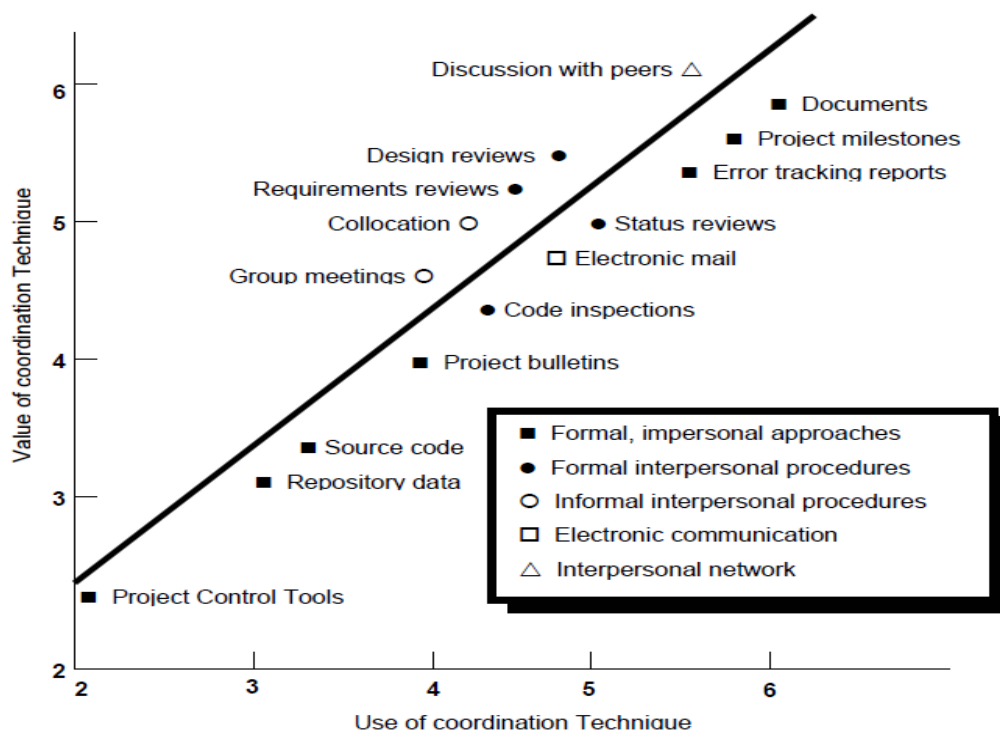 Discussion with peers
6
Documents
Project milestones
Design reviews
Error tracking reports
Requirements reviews
5
Collocation
Status reviews
Electronic mail
Group meetings
Code inspections
4
Project bulletins
Value of coordination Technique
Formal, impersonal approaches
Source code
Formal interpersonal procedures
Repository data
3
Informal interpersonal procedures
Electronic communication
Interpersonal network
Project Control Tools
2
2 3 4 5 6
Use of coordination Technique